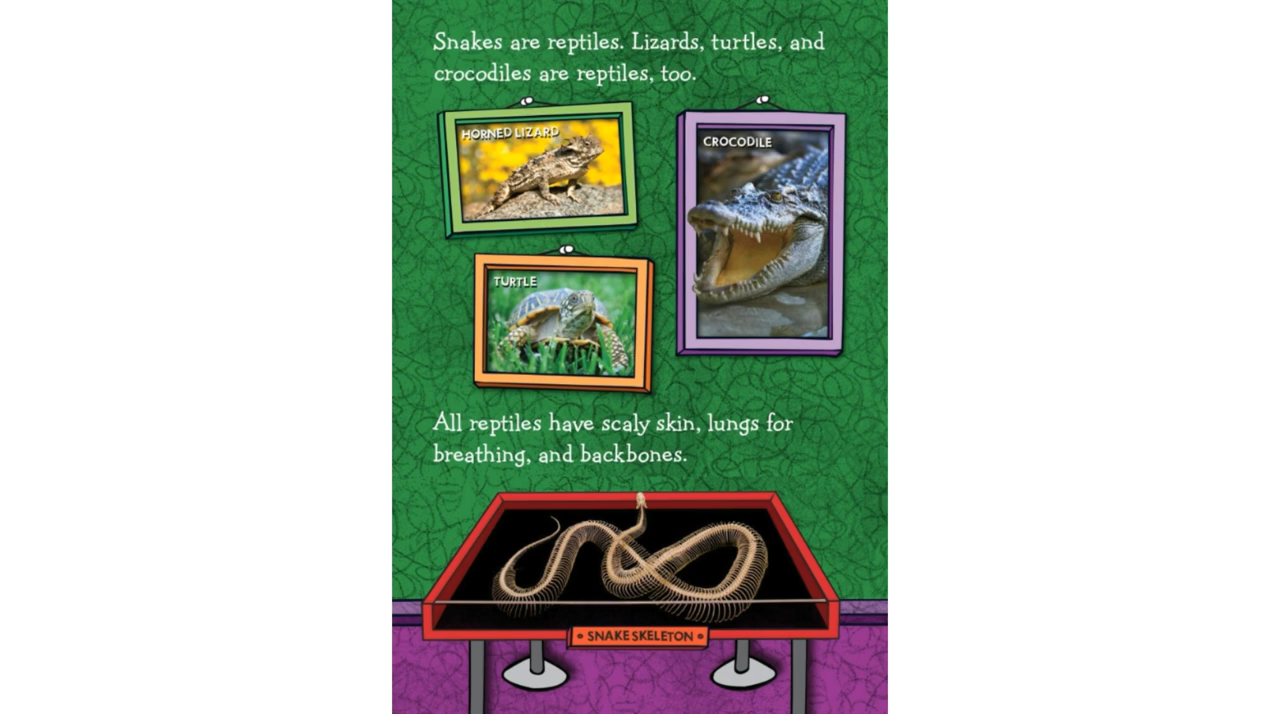 Snakes are reptiles. Lizards, turtles, and
crocodiles are reptiles, too.
HORNED LIZARD
CROCODILE
TURTLE
All reptiles have scaly skin, lungs for
breathing, and backbones.
SNAKE SKELETON